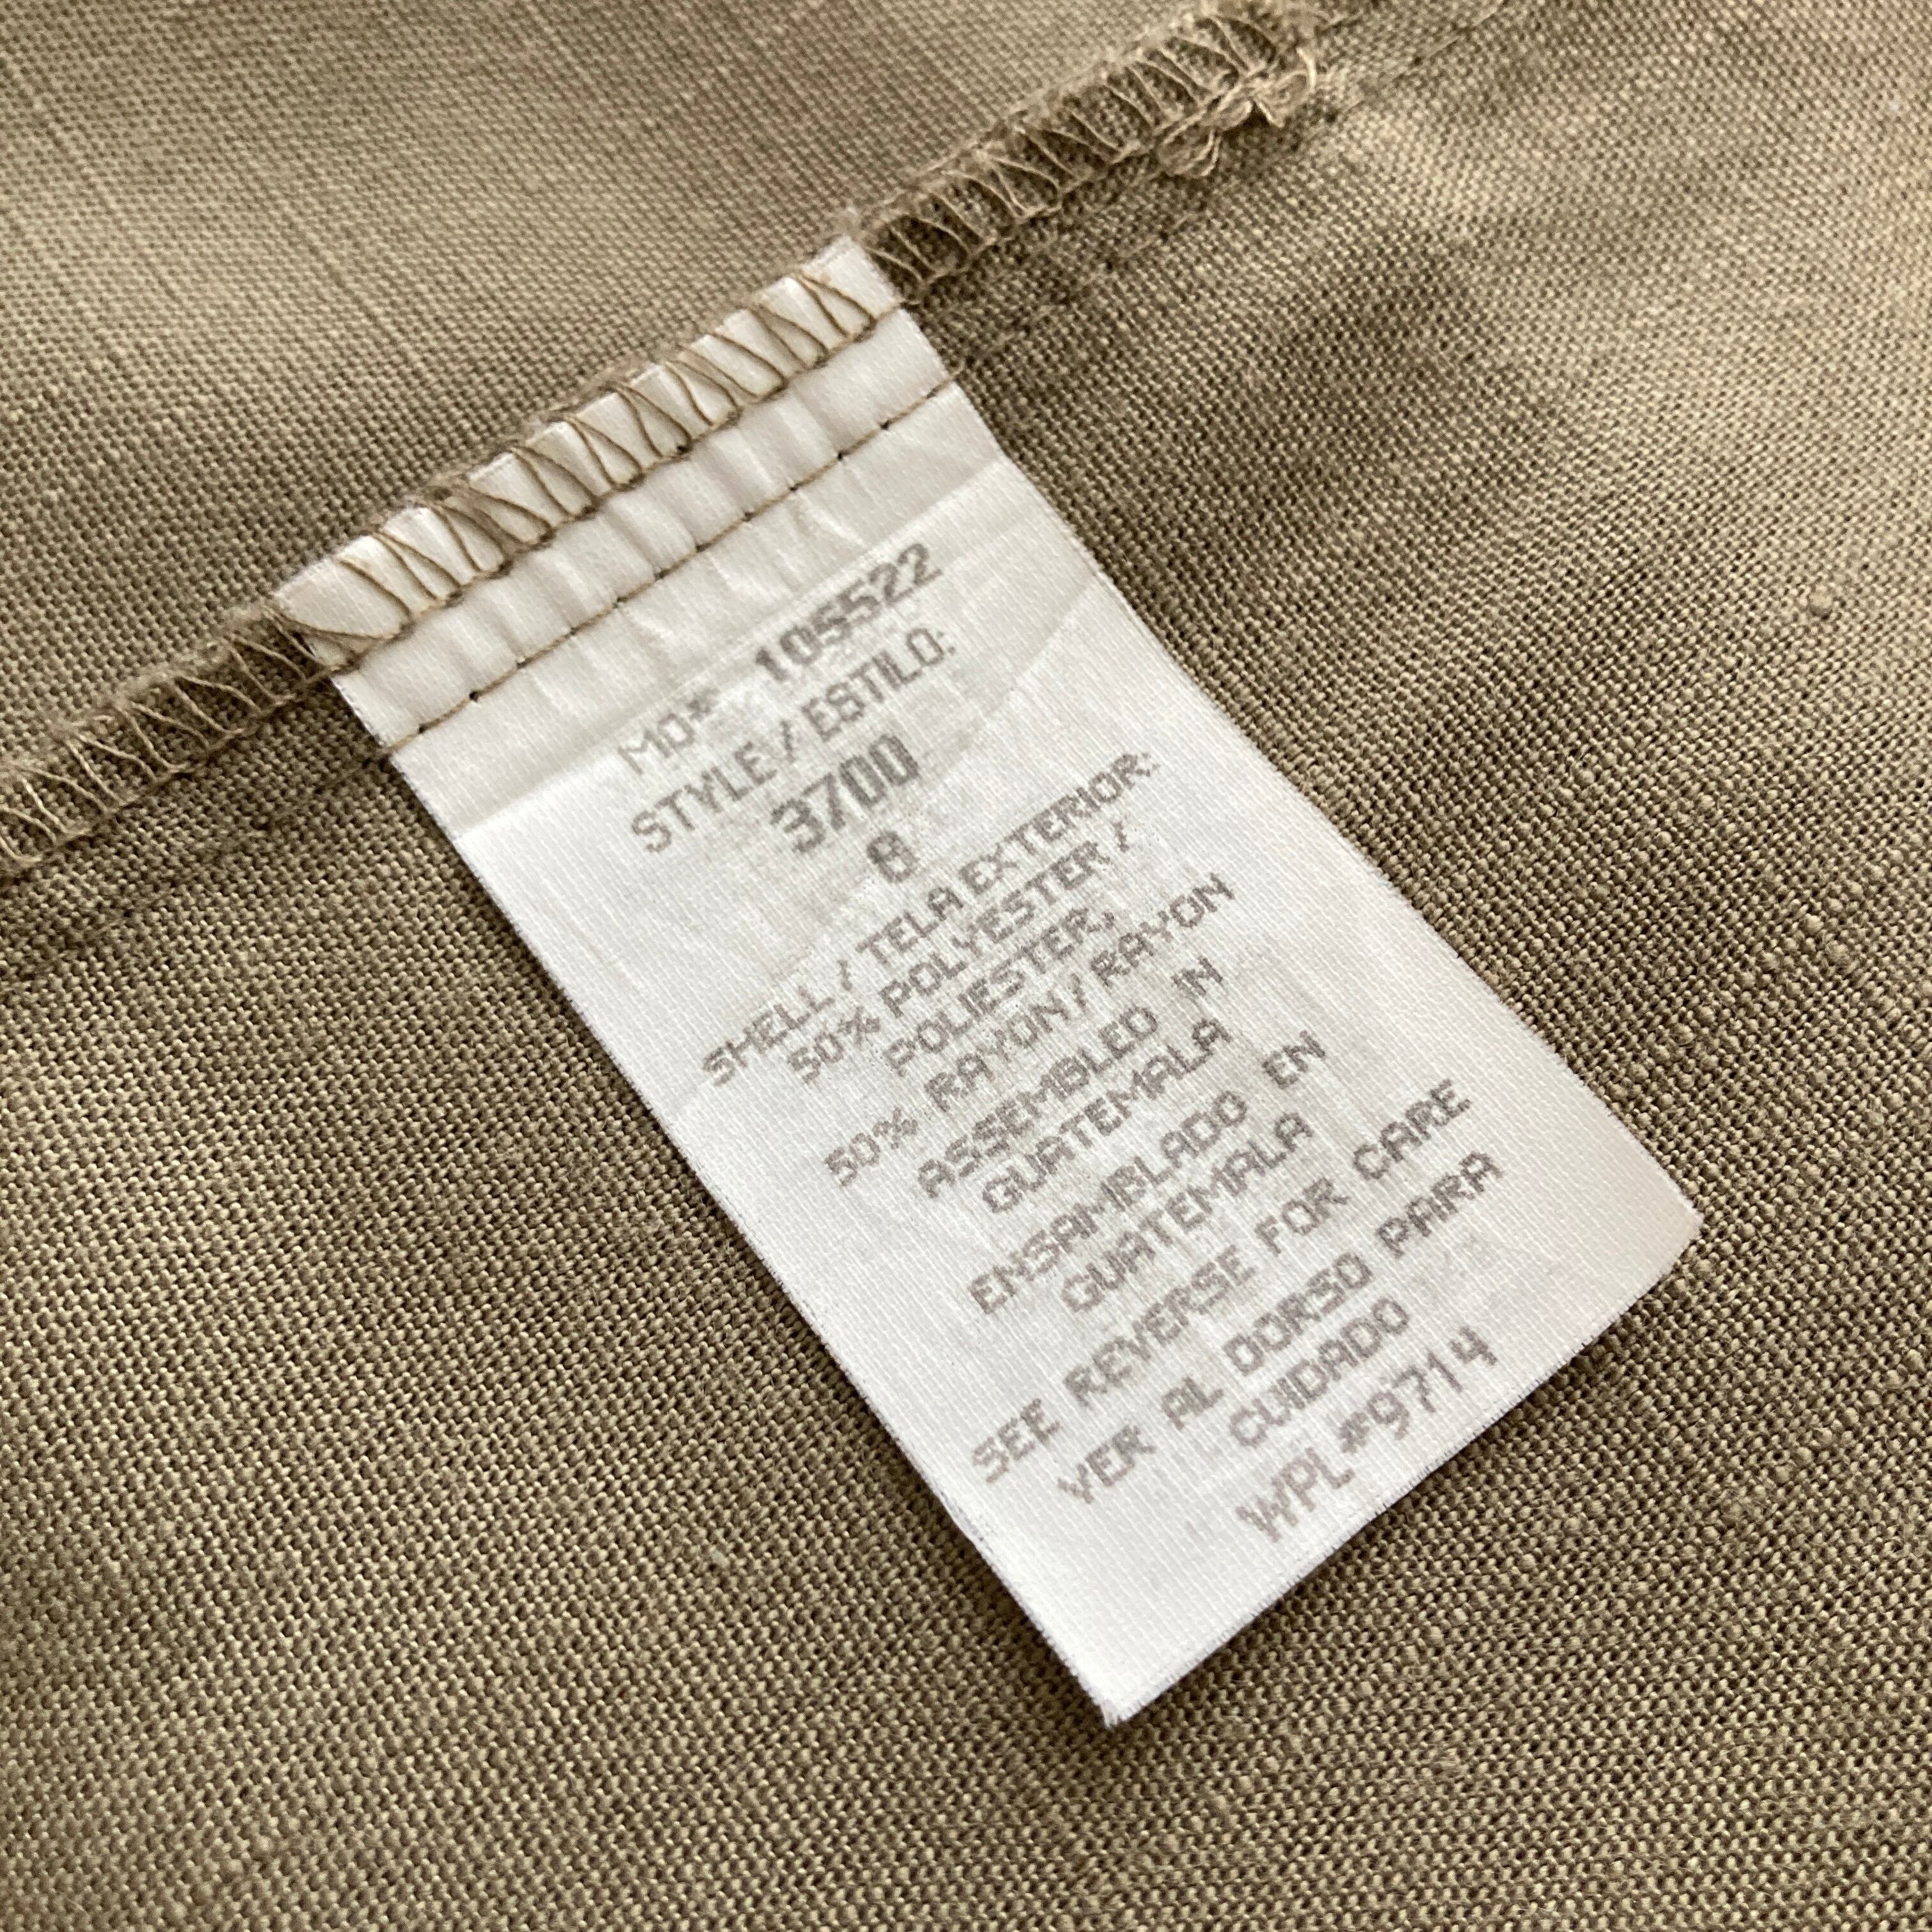 MO* 105522
STYLE / ESTILO:
3700
8
SHELL / TELA EXTERIOR:
50% POLYESTER /
POLIESTER,
50% RAYON / RAYON
ASSEMBLED IN
GUATEMALA
ENSAMBLADO EN
GUATEMALA
SEE REVERSE FOR CARE
VER AL DORSO PARA
CUIDADO
WPL #9714